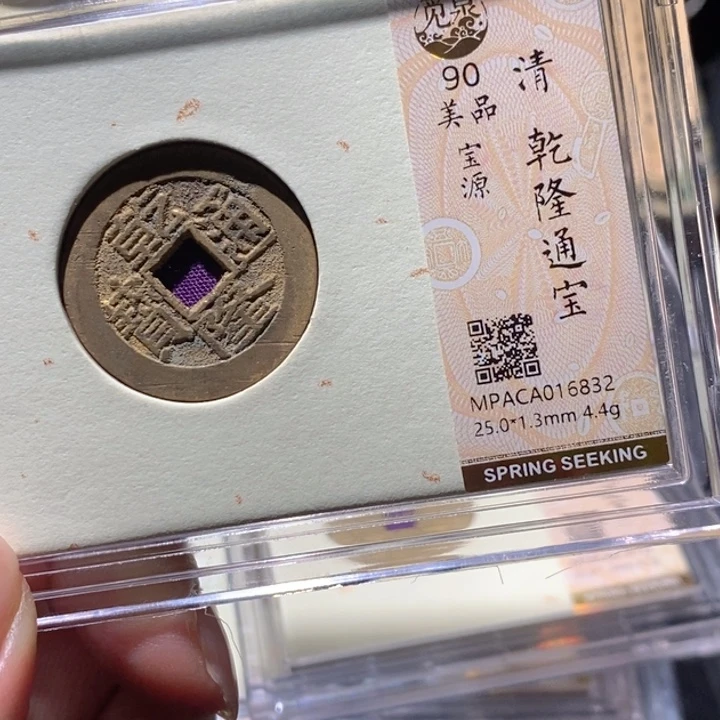 觅泉
90
美品
宝源
清
乾隆通宝
MPACA016832
25.0*1.3mm 4.4g
SPRING SEEKING